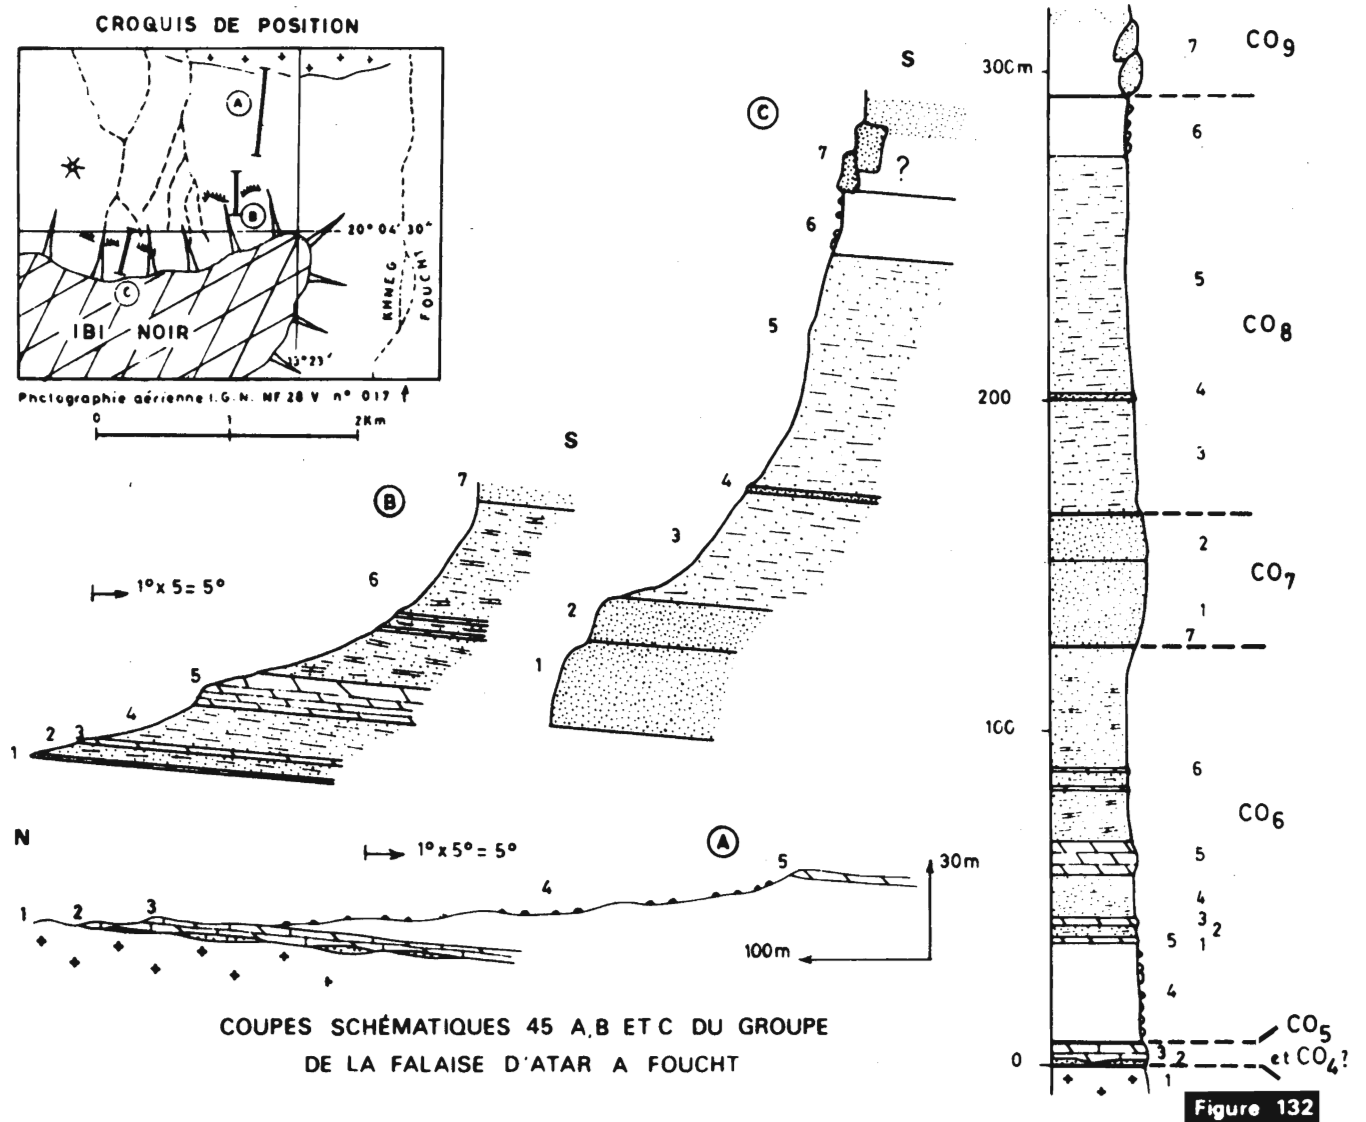 CROQUIS DE POSITION
A
B
20° 04' 30"
C
KHNEG
FOUCHT
IBI NOIR
13°23'
Photographie aérienne I.G.N. NF 28 V n° 017
0 1 2Km
S
C
7
?
6
5
4
3
2
1
S
B
7
1° x 5 = 5°
6
5
4
3
2
1
N
1° x 5° = 5°
A
5
4
3
2
1
30m
100m
COUPES SCHÉMATIQUES 45 A,B ET C DU GROUPE
DE LA FALAISE D'ATAR A FOUCHT
7 CO9
300m
6
5
CO8
4
200
3
2
CO7
1
7
100
6
CO6
5
4
3
2
5 1
4
CO5
3 et CO4?
0 2
1
Figure 132